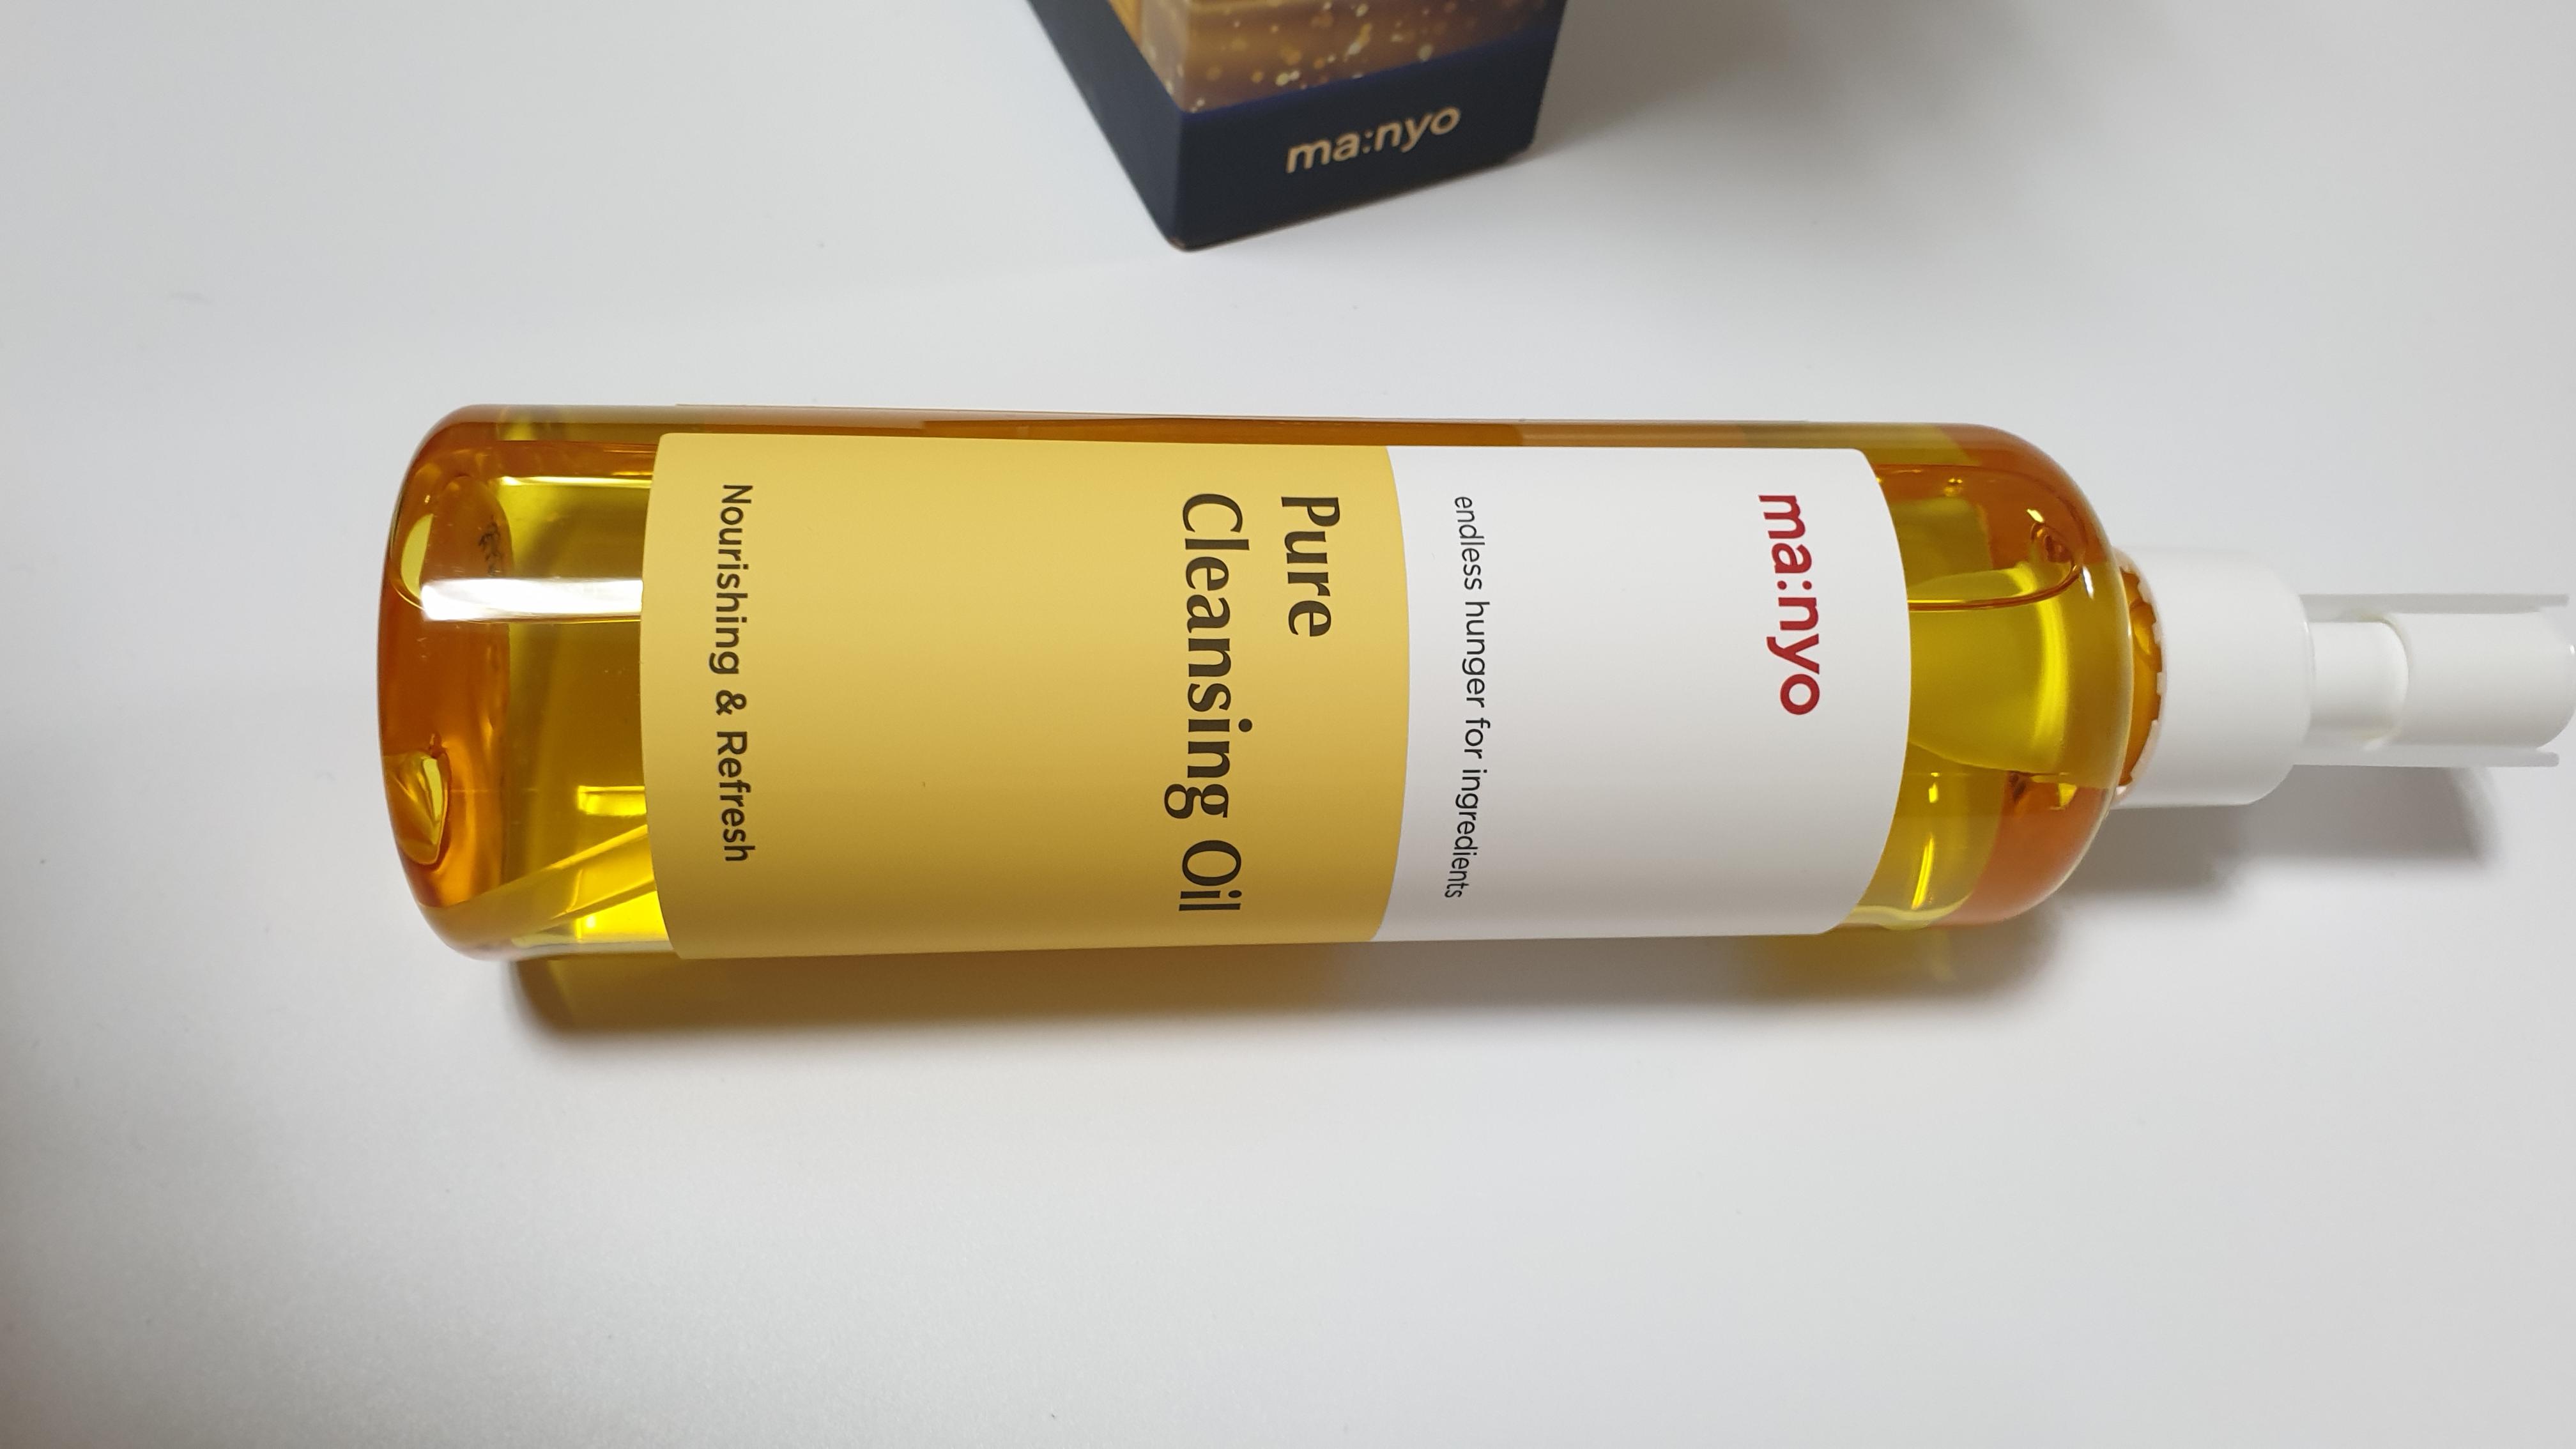 ma:nyo
ma:nyo
endless hunger for ingredients
Pure
Cleansing Oil
Nourishing & Refresh